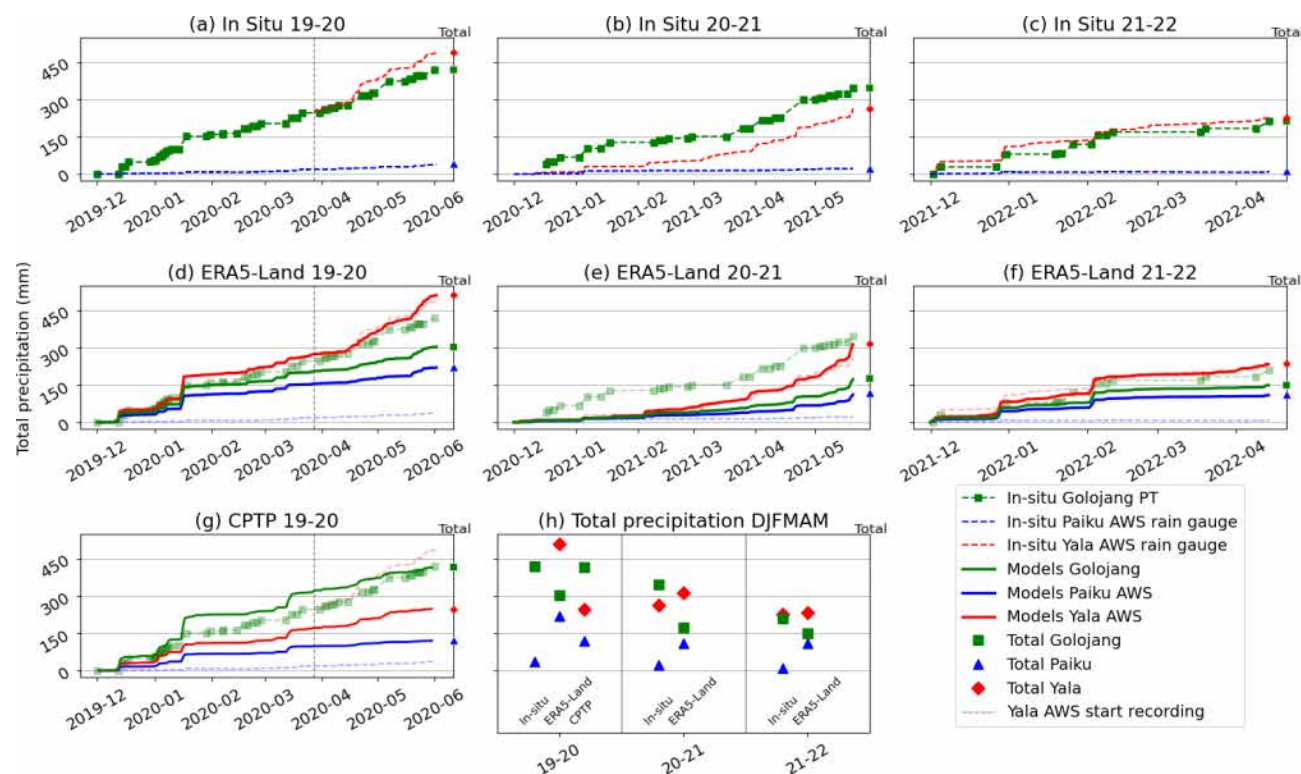 (a) In Situ 19-20
Total
450
300
150
0
2019-12
2020-01
2020-02
2020-03
2020-04
2020-05
2020-06
(b) In Situ 20-21
Total
2020-12
2021-01
2021-02
2021-03
2021-04
2021-05
(c) In Situ 21-22
Total
2021-12
2022-01
2022-02
2022-03
2022-04
Total precipitation (mm)
(d) ERA5-Land 19-20
Total
450
300
150
0
2019-12
2020-01
2020-02
2020-03
2020-04
2020-05
2020-06
(e) ERA5-Land 20-21
Total
2020-12
2021-01
2021-02
2021-03
2021-04
2021-05
(f) ERA5-Land 21-22
Total
2021-12
2022-01
2022-02
2022-03
2022-04
(g) CPTP 19-20
Total
450
300
150
0
2019-12
2020-01
2020-02
2020-03
2020-04
2020-05
2020-06
(h) Total precipitation DJFMAM
Total
In-situ
ERA5-Land
CPTP
In-situ
ERA5-Land
In-situ
ERA5-Land
19-20
20-21
21-22
In-situ Golojang PT
In-situ Paiku AWS rain gauge
In-situ Yala AWS rain gauge
Models Golojang
Models Paiku AWS
Models Yala AWS
Total Golojang
Total Paiku
Total Yala
Yala AWS start recording